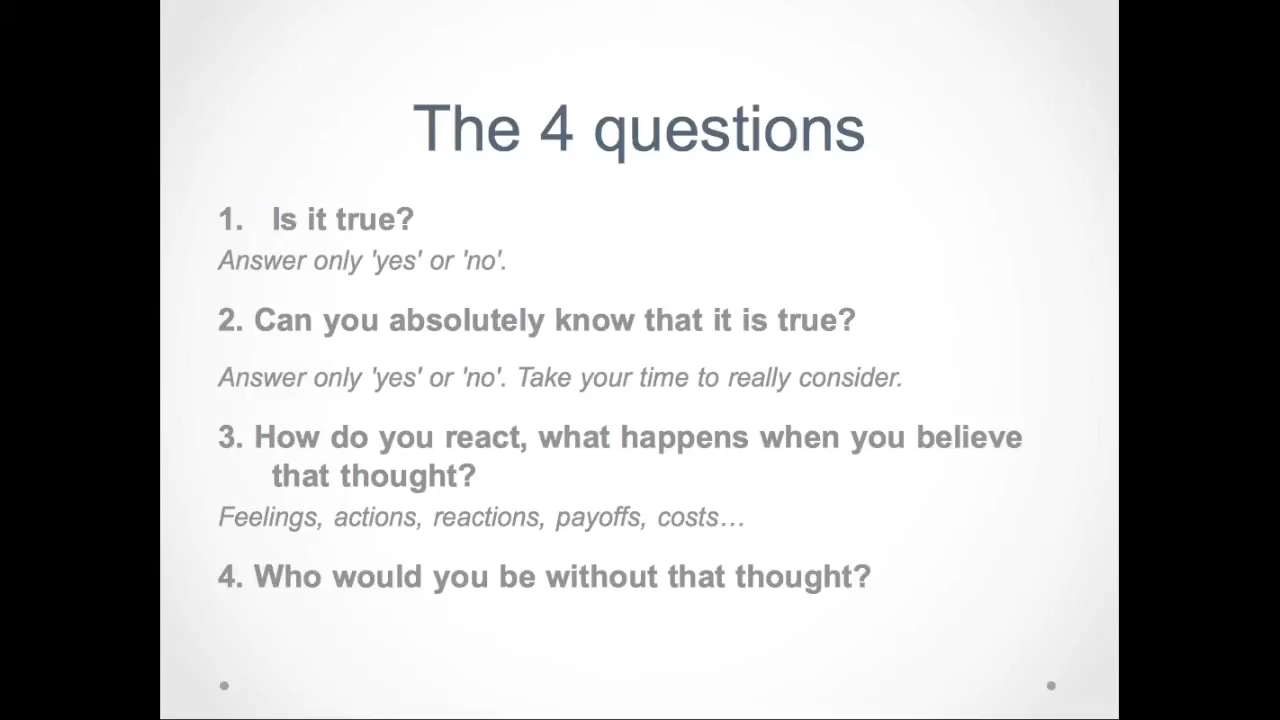 The 4 questions
1. Is it true?
Answer only 'yes' or 'no'.
2. Can you absolutely know that it is true?
Answer only 'yes' or 'no'. Take your time to really consider.
3. How do you react, what happens when you believe
that thought?
Feelings, actions, reactions, payoffs, costs…
4. Who would you be without that thought?